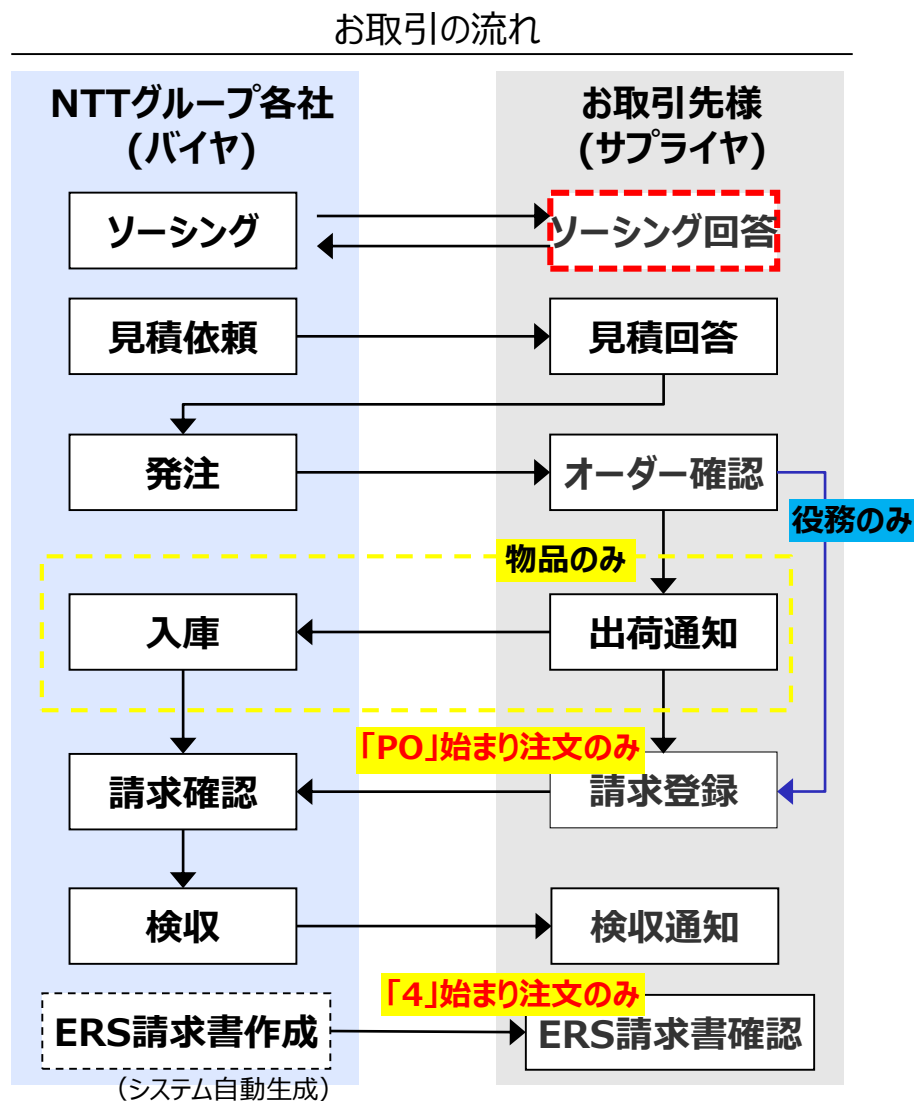 お取引の流れ
NTTグループ各社
(バイヤ)
お取引先様
(サプライヤ)
ソーシング
ソーシング回答
見積依頼
見積回答
発注
オーダー確認
役務のみ
物品のみ
入庫
出荷通知
「PO」始まり注文のみ
請求確認
請求登録
検収
検収通知
「4」始まり注文のみ
ERS請求書作成
ERS請求書確認
(システム自動生成)